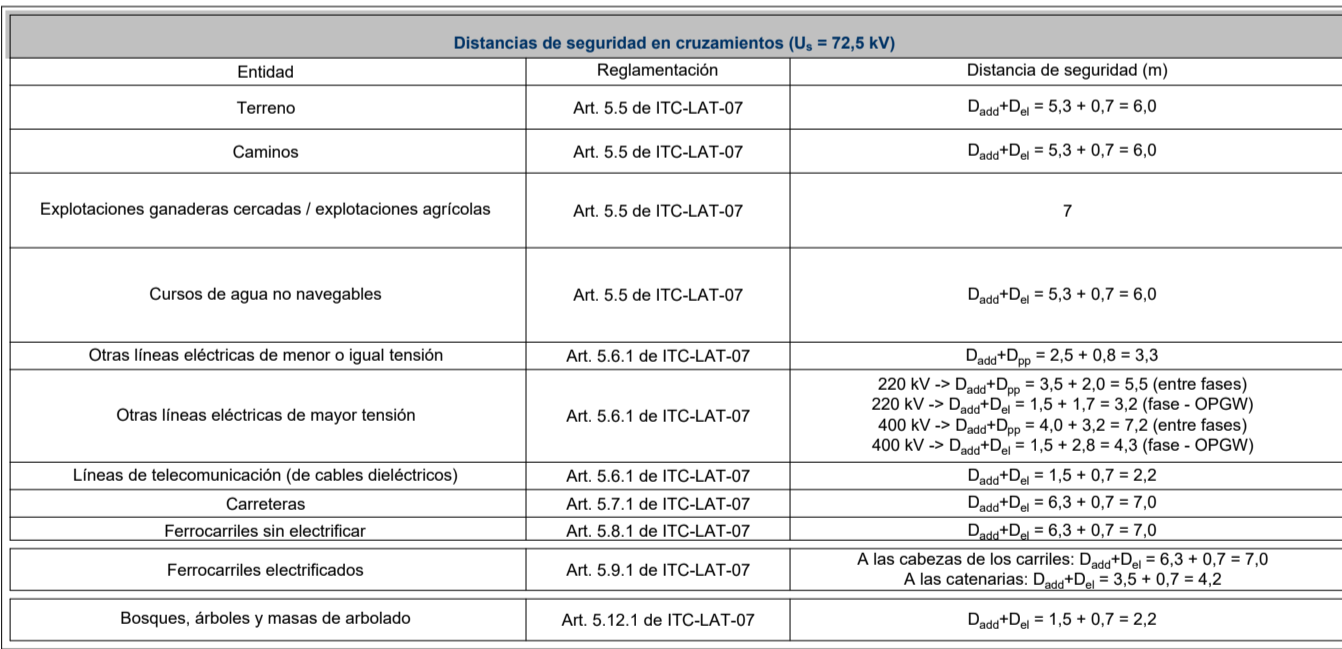 Distancias de seguridad en cruzamientos (Us = 72,5 kV)
Entidad Reglamentación Distancia de seguridad (m)
Terreno Art. 5.5 de ITC-LAT-07 Dadd+Del = 5,3 + 0,7 = 6,0
Caminos Art. 5.5 de ITC-LAT-07 Dadd+Del = 5,3 + 0,7 = 6,0
Explotaciones ganaderas cercadas / explotaciones agrícolas Art. 5.5 de ITC-LAT-07 7
Cursos de agua no navegables Art. 5.5 de ITC-LAT-07 Dadd+Del = 5,3 + 0,7 = 6,0
Otras líneas eléctricas de menor o igual tensión Art. 5.6.1 de ITC-LAT-07 Dadd+Dpp = 2,5 + 0,8 = 3,3
Otras líneas eléctricas de mayor tensión Art. 5.6.1 de ITC-LAT-07 220 kV -> Dadd+Dpp = 3,5 + 2,0 = 5,5 (entre fases)
220 kV -> Dadd+Del = 1,5 + 1,7 = 3,2 (fase - OPGW)
400 kV -> Dadd+Dpp = 4,0 + 3,2 = 7,2 (entre fases)
400 kV -> Dadd+Del = 1,5 + 2,8 = 4,3 (fase - OPGW)
Líneas de telecomunicación (de cables dieléctricos) Art. 5.6.1 de ITC-LAT-07 Dadd+Del = 1,5 + 0,7 = 2,2
Carreteras Art. 5.7.1 de ITC-LAT-07 Dadd+Del = 6,3 + 0,7 = 7,0
Ferrocarriles sin electrificar Art. 5.8.1 de ITC-LAT-07 Dadd+Del = 6,3 + 0,7 = 7,0
Ferrocarriles electrificados Art. 5.9.1 de ITC-LAT-07 A las cabezas de los carriles: Dadd+Del = 6,3 + 0,7 = 7,0
A las catenarias: Dadd+Del = 3,5 + 0,7 = 4,2
Bosques, árboles y masas de arbolado Art. 5.12.1 de ITC-LAT-07 Dadd+Del = 1,5 + 0,7 = 2,2